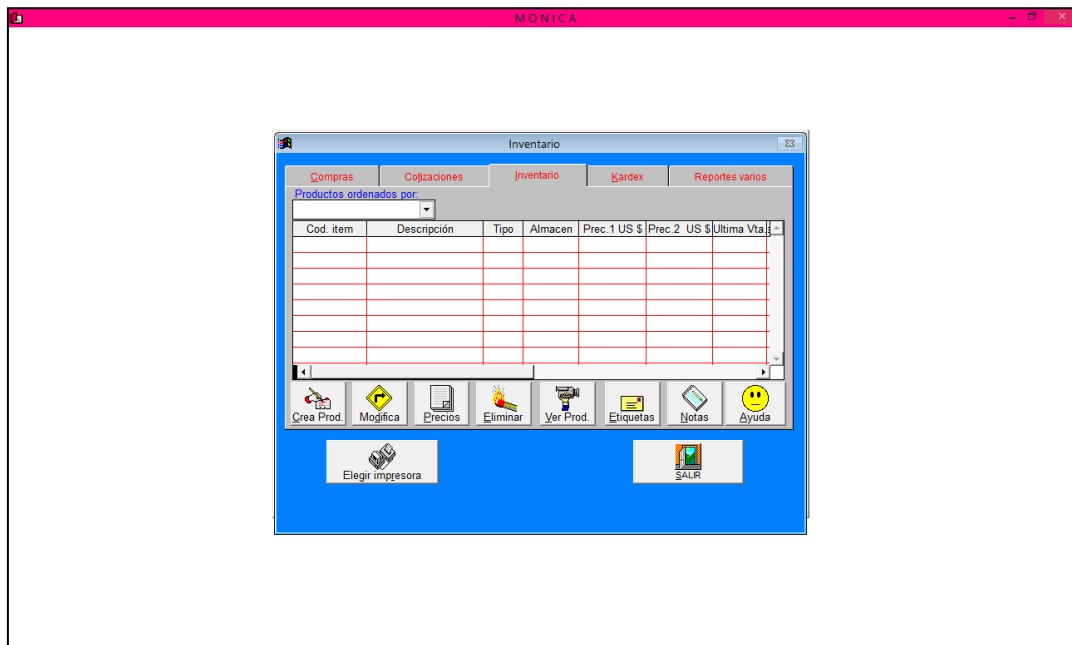 MONICA
Inventario
Compras Cotizaciones Inventario Kardex Reportes varios
Productos ordenados por:
Cod. item Descripción Tipo Almacen Prec.1 US $ Prec.2 US $ Ultima Vta.
Crea Prod. Modifica Precios Eliminar Ver Prod. Etiquetas Notas Ayuda
Elegir impresora SALIR